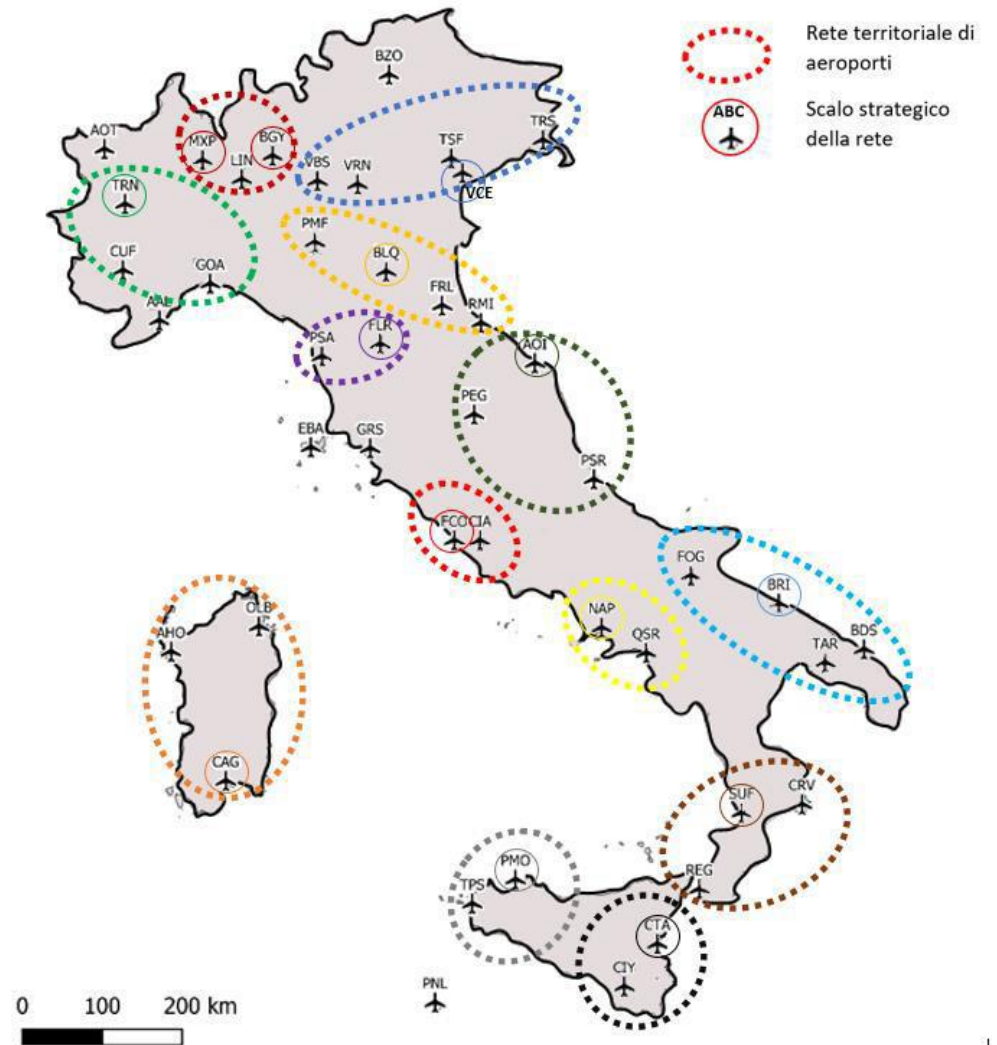 Rete territoriale di
aeroporti
ABC
Scalo strategico
della rete
BZO
AOT
MXP
BGY
LIN
VBS
VRN
TSF
TRS
VCE
TRN
CUF
GOA
AAL
PMF
BLQ
FRL
RMI
PSA
FLR
AOI
PEG
EBA
GRS
PSR
FCO
CIA
FOG
BRI
NAP
QSR
TAR
BDS
OLB
AHO
CAG
SUF
CRV
PMO
TPS
REG
CTA
CIY
PNL
0 100 200 km